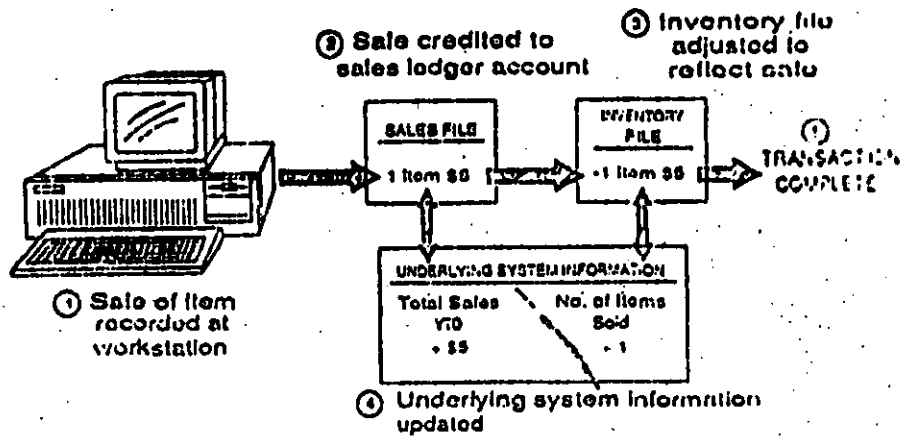 ② Sale credited to
sales ledger account
③ Inventory file
adjusted to
reflect sale
SALES FILE
1 Item $5
INVENTORY
FILE
-1 Item $5
TRANSACTION
COMPLETE
① Sale of item
recorded at
workstation
UNDERLYING SYSTEM INFORMATION
Total Sales
YTD
+ $5
No. of Items
Sold
④ Underlying system information
updated